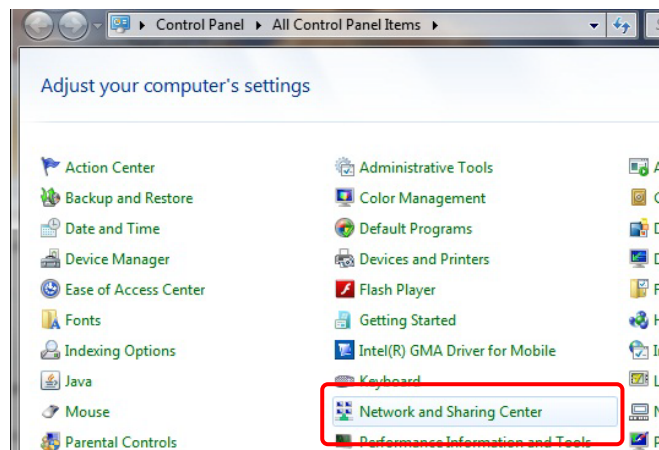 Control Panel ▸ All Control Panel Items ▸
Adjust your computer's settings
Action Center
Administrative Tools
Backup and Restore
Color Management
Date and Time
Default Programs
Device Manager
Devices and Printers
Ease of Access Center
Flash Player
Fonts
Getting Started
Indexing Options
Intel(R) GMA Driver for Mobile
Java
Keyboard
Mouse
Network and Sharing Center
Parental Controls
Performance Information and Tools